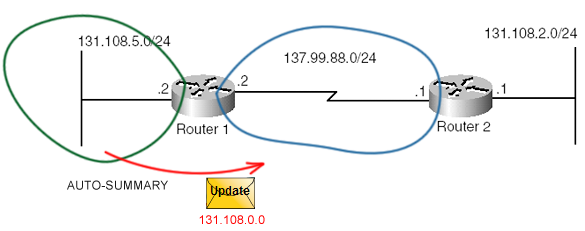 131.108.5.0/24
137.99.88.0/24
131.108.2.0/24
.2
.2
.1
.1
Router 1
Router 2
AUTO-SUMMARY
Update
131.108.0.0